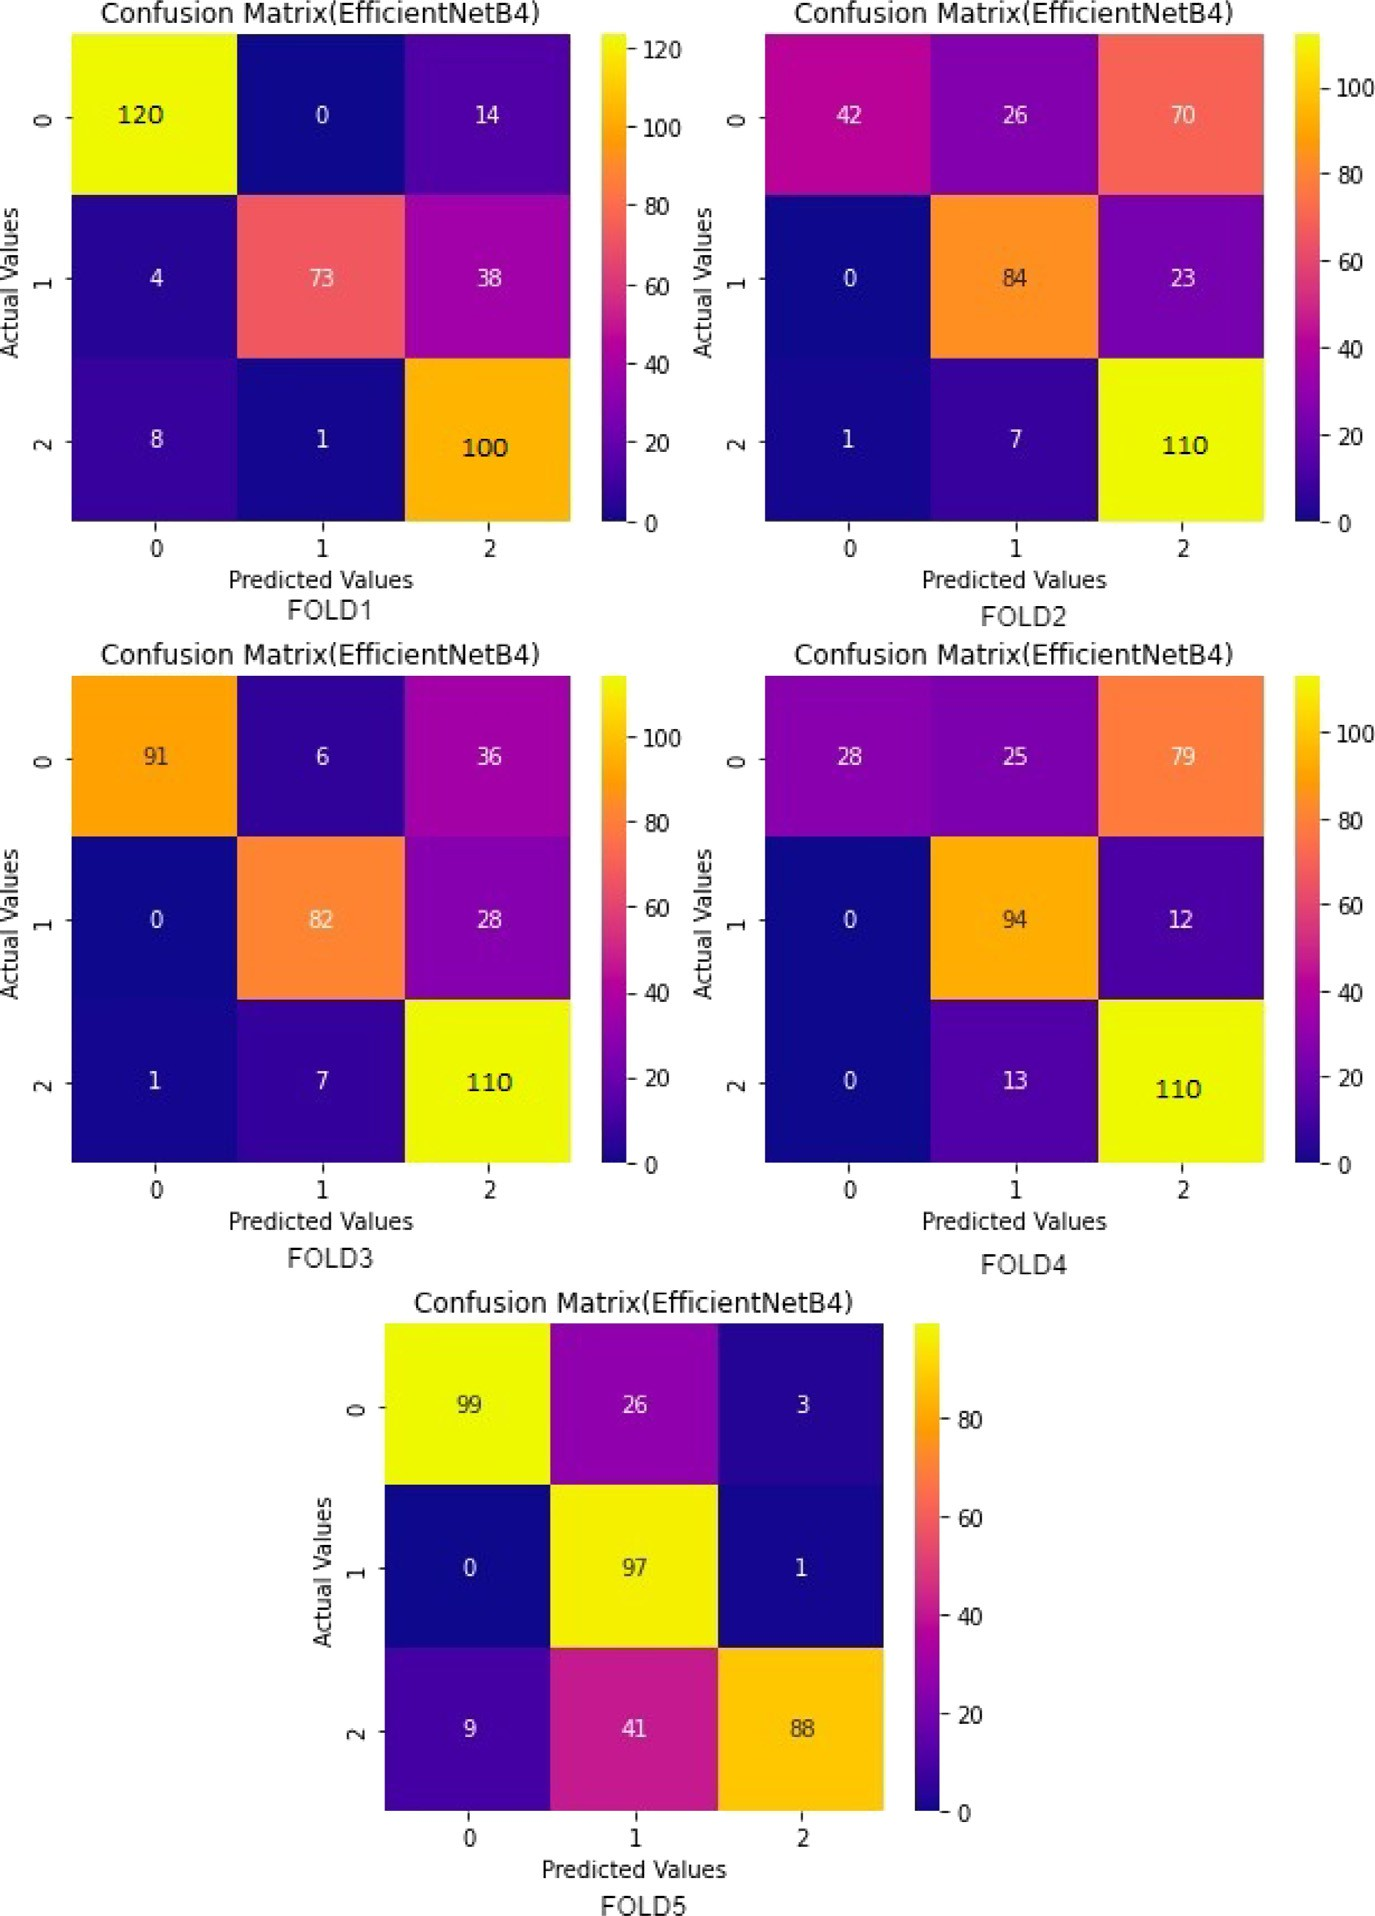 Confusion Matrix(EfficientNetB4)
120 0 14
4 73 38
8 1 100
0 1 2
0 1 2
Actual Values
Predicted Values
120
100
80
60
40
20
0
FOLD1
Confusion Matrix(EfficientNetB4)
42 26 70
0 84 23
1 7 110
0 1 2
0 1 2
Actual Values
Predicted Values
100
80
60
40
20
0
FOLD2
Confusion Matrix(EfficientNetB4)
91 6 36
0 82 28
1 7 110
0 1 2
0 1 2
Actual Values
Predicted Values
100
80
60
40
20
0
FOLD3
Confusion Matrix(EfficientNetB4)
28 25 79
0 94 12
0 13 110
0 1 2
0 1 2
Actual Values
Predicted Values
100
80
60
40
20
0
FOLD4
Confusion Matrix(EfficientNetB4)
99 26 3
0 97 1
9 41 88
0 1 2
0 1 2
Actual Values
Predicted Values
80
60
40
20
0
FOLD5